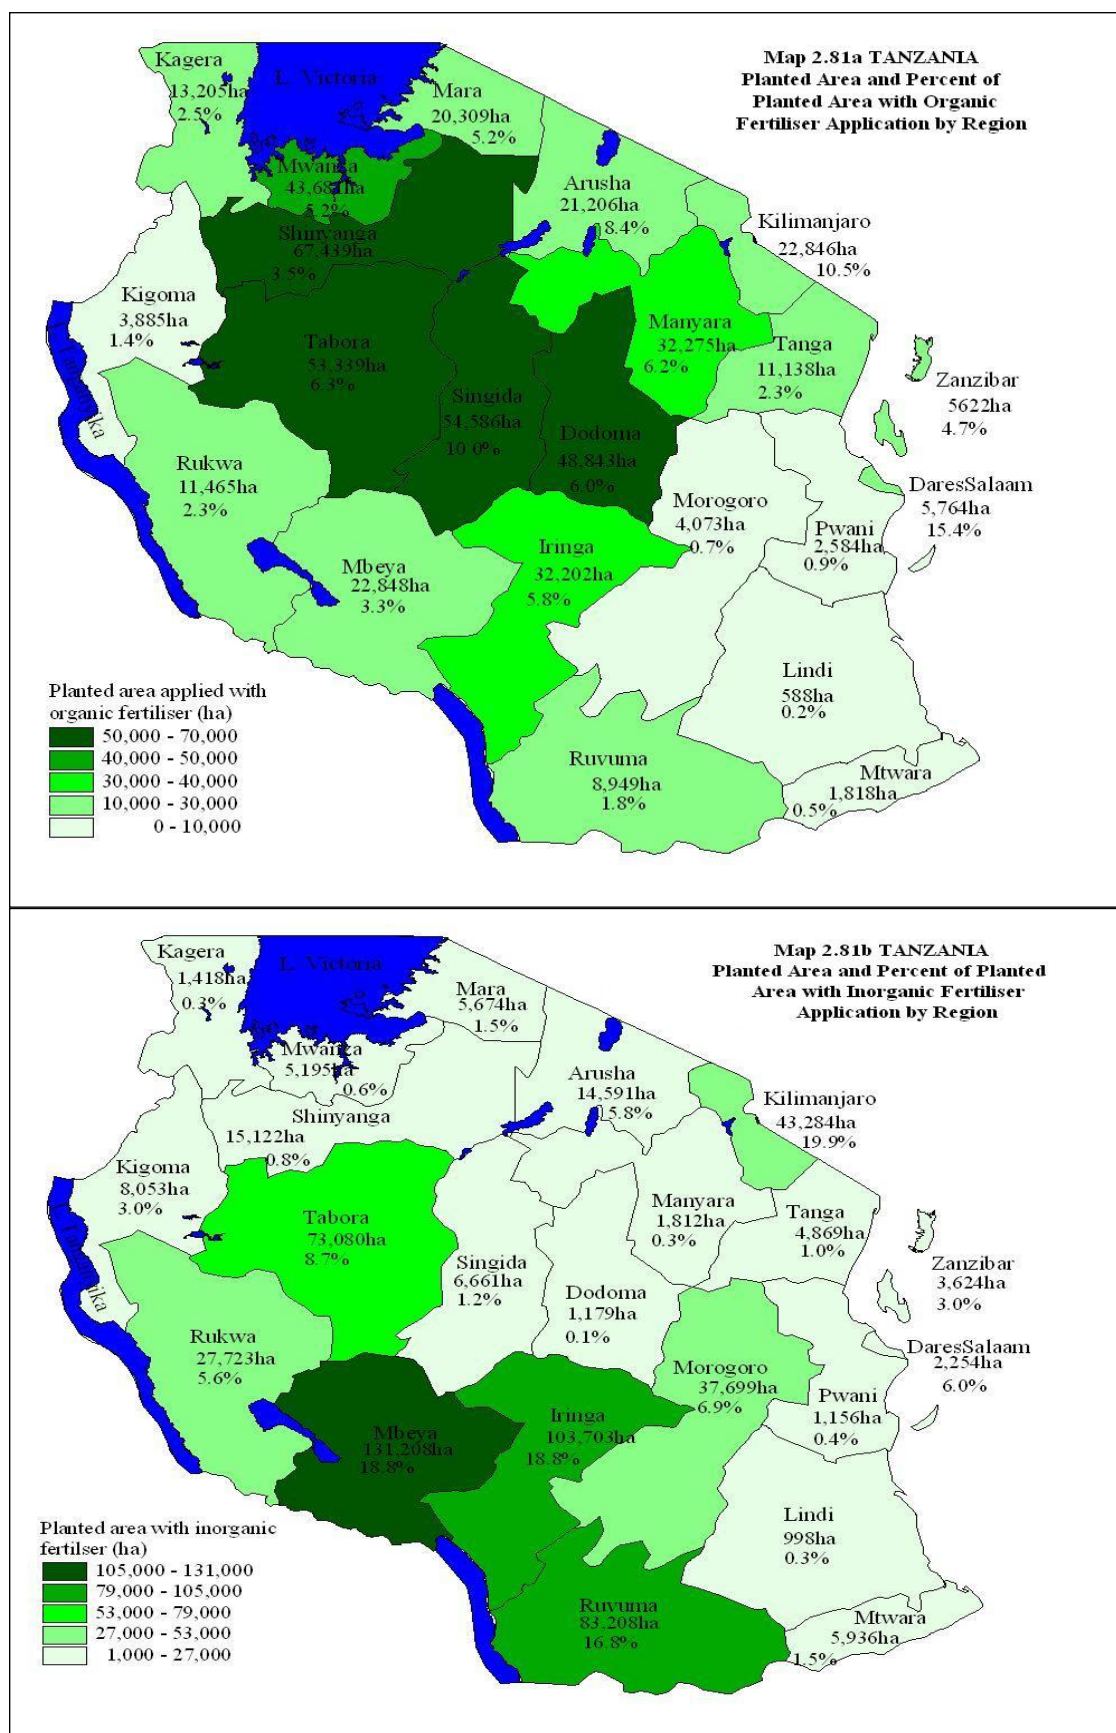 Map 2.81a TANZANIA
Planted Area and Percent of
Planted Area with Organic
Fertiliser Application by Region
Kagera
13,205ha
2.5%
L. Victoria
Mara
20,309ha
5.2%
Mwanza
43,681ha
5.2%
Shinyanga
67,439ha
3.5%
Arusha
21,206ha
8.4%
Kilimanjaro
22,846ha
10.5%
Kigoma
3,885ha
1.4%
Tabora
53,339ha
6.3%
Singida
54,586ha
10 0%
Dodoma
48,843ha
6.0%
Manyara
32,275ha
6.2%
Tanga
11,138ha
2.3%
Zanzibar
5622ha
4.7%
DaresSalaam
5,764ha
15.4%
Pwani
2,584ha
0.9%
Morogoro
4,073ha
0.7%
Rukwa
11,465ha
2.3%
Mbeya
22,848ha
3.3%
Iringa
32,202ha
5.8%
Lindi
588ha
0.2%
Mtwara
1,818ha
0.5%
Ruvuma
8,949ha
1.8%
Planted area applied with
organic fertiliser (ha)
50,000 - 70,000
40,000 - 50,000
30,000 - 40,000
10,000 - 30,000
0 - 10,000
Map 2.81b TANZANIA
Planted Area and Percent of Planted
Area with Inorganic Fertiliser
Application by Region
Kagera
1,418ha
0.3%
L. Victoria
Mara
5,674ha
1.5%
Mwanza
5,195ha
0.6%
Shinyanga
15,122ha
0.8%
Arusha
14,591ha
5.8%
Kilimanjaro
43,284ha
19.9%
Kigoma
8,053ha
3.0%
Tabora
73,080ha
8.7%
Singida
6,661ha
1.2%
Dodoma
1,179ha
0.1%
Manyara
1,812ha
0.3%
Tanga
4,869ha
1.0%
Zanzibar
3,624ha
3.0%
DaresSalaam
2,254ha
6.0%
Pwani
1,156ha
0.4%
Morogoro
37,699ha
6.9%
Rukwa
27,723ha
5.6%
Mbeya
131,208ha
18.8%
Iringa
103,703ha
18.8%
Lindi
998ha
0.3%
Mtwara
5,936ha
1.5%
Ruvuma
83,208ha
16.8%
Planted area with inorganic
fertilser (ha)
105,000 - 131,000
79,000 - 105,000
53,000 - 79,000
27,000 - 53,000
1,000 - 27,000